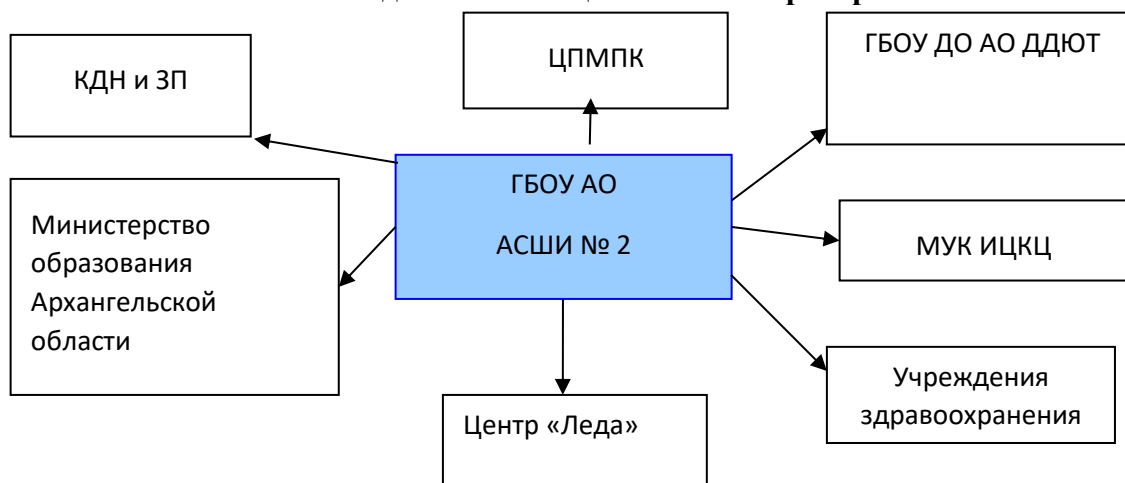 КДН и ЗП
ЦПМПК
ГБОУ ДО АО ДДЮТ
ГБОУ АО
АСШИ № 2
Министерство
образования
Архангельской
области
МУК ИЦКЦ
Учреждения
здравоохранения
Центр «Леда»